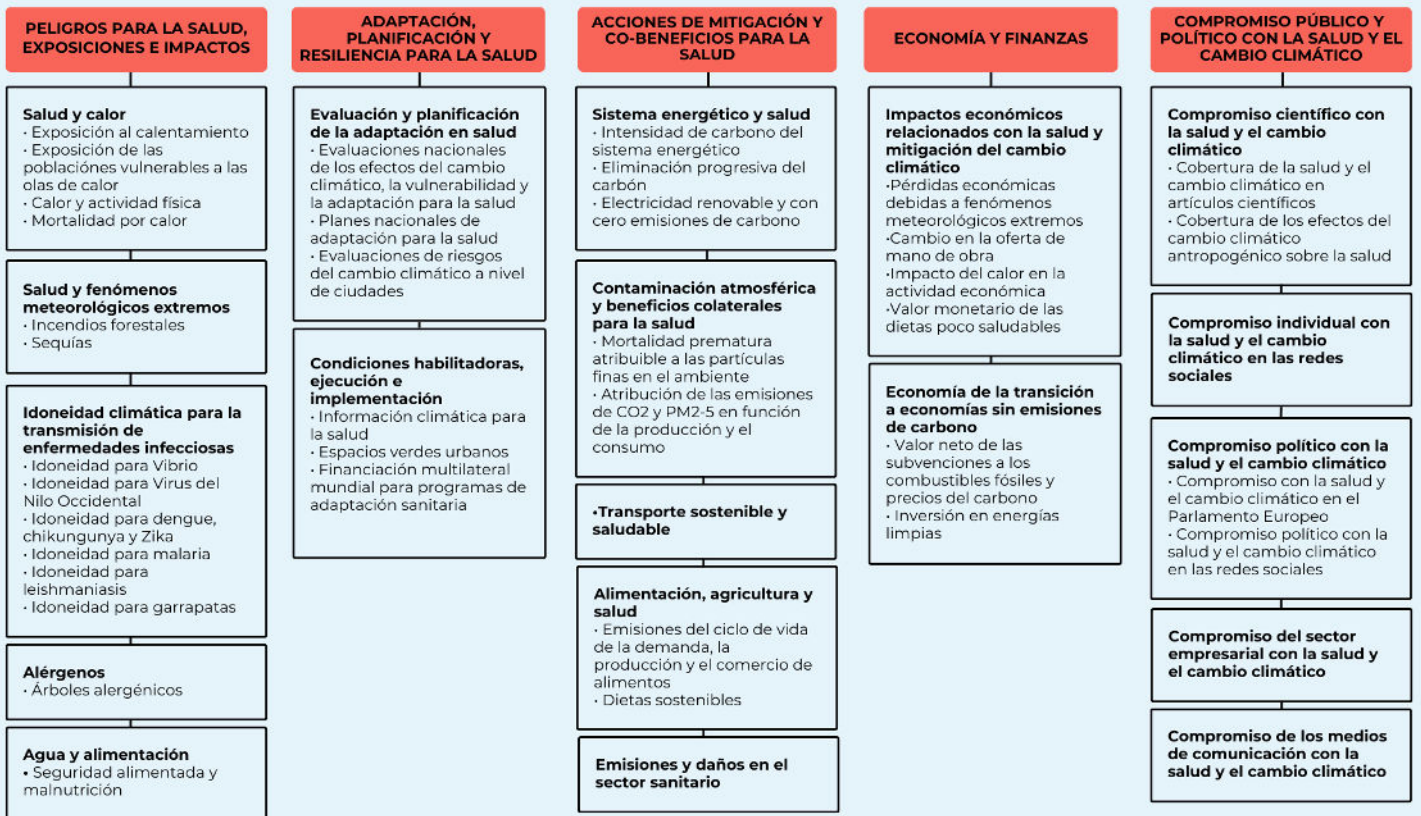 PELIGROS PARA LA SALUD,
EXPOSICIONES E IMPACTOS
Salud y calor
· Exposición al calentamiento
· Exposición de las
poblaciónes vulnerables a las
olas de calor
· Calor y actividad física
· Mortalidad por calor
Salud y fenómenos
meteorológicos extremos
· Incendios forestales
· Sequías
Idoneidad climática para la
transmisión de
enfermedades infecciosas
· Idoneidad para Vibrio
· Idoneidad para Virus del
Nilo Occidental
· Idoneidad para dengue,
chikungunya y Zika
· Idoneidad para malaria
· Idoneidad para
leishmaniasis
· Idoneidad para garrapatas
Alérgenos
· Árboles alergénicos
Agua y alimentación
• Seguridad alimentada y
malnutrición
ADAPTACIÓN,
PLANIFICACIÓN Y
RESILIENCIA PARA LA SALUD
Evaluación y planificación
de la adaptación en salud
· Evaluaciones nacionales
de los efectos del cambio
climático, la vulnerabilidad y
la adaptación para la salud
· Planes nacionales de
adaptación para la salud
· Evaluaciones de riesgos
del cambio climático a nivel
de ciudades
Condiciones habilitadoras,
ejecución e
implementación
· Información climática para
la salud
· Espacios verdes urbanos
· Financiación multilateral
mundial para programas de
adaptación sanitaria
ACCIONES DE MITIGACIÓN Y
CO-BENEFICIOS PARA LA
SALUD
Sistema energético y salud
· Intensidad de carbono del
sistema energético
· Eliminación progresiva del
carbón
· Electricidad renovable y con
cero emisiones de carbono
Contaminación atmosférica
y beneficios colaterales
para la salud
· Mortalidad prematura
atribuible a las partículas
finas en el ambiente
· Atribución de las emisiones
de CO2 y PM2-5 en función
de la producción y el
consumo
•Transporte sostenible y
saludable
Alimentación, agricultura y
salud
· Emisiones del ciclo de vida
de la demanda, la
producción y el comercio de
alimentos
· Dietas sostenibles
Emisiones y daños en el
sector sanitario
ECONOMÍA Y FINANZAS
Impactos económicos
relacionados con la salud y
mitigación del cambio
climático
·Pérdidas económicas
debidas a fenómenos
meteorológicos extremos
·Cambio en la oferta de
mano de obra
·Impacto del calor en la
actividad económica
·Valor monetario de las
dietas poco saludables
Economía de la transición
a economías sin emisiones
de carbono
· Valor neto de las
subvenciones a los
combustibles fósiles y
precios del carbono
· Inversión en energías
limpias
COMPROMISO PÚBLICO Y
POLÍTICO CON LA SALUD Y EL
CAMBIO CLIMÁTICO
Compromiso científico con
la salud y el cambio
climático
· Cobertura de la salud y el
cambio climático en
artículos científicos
· Cobertura de los efectos del
cambio climático
antropogénico sobre la salud
Compromiso individual con
la salud y el cambio
climático en las redes
sociales
Compromiso político con la
salud y el cambio climático
· Compromiso con la salud y
el cambio climático en el
Parlamento Europeo
· Compromiso político con la
salud y el cambio climático
en las redes sociales
Compromiso del sector
empresarial con la salud y
el cambio climático
Compromiso de los medios
de comunicación con la
salud y el cambio climático